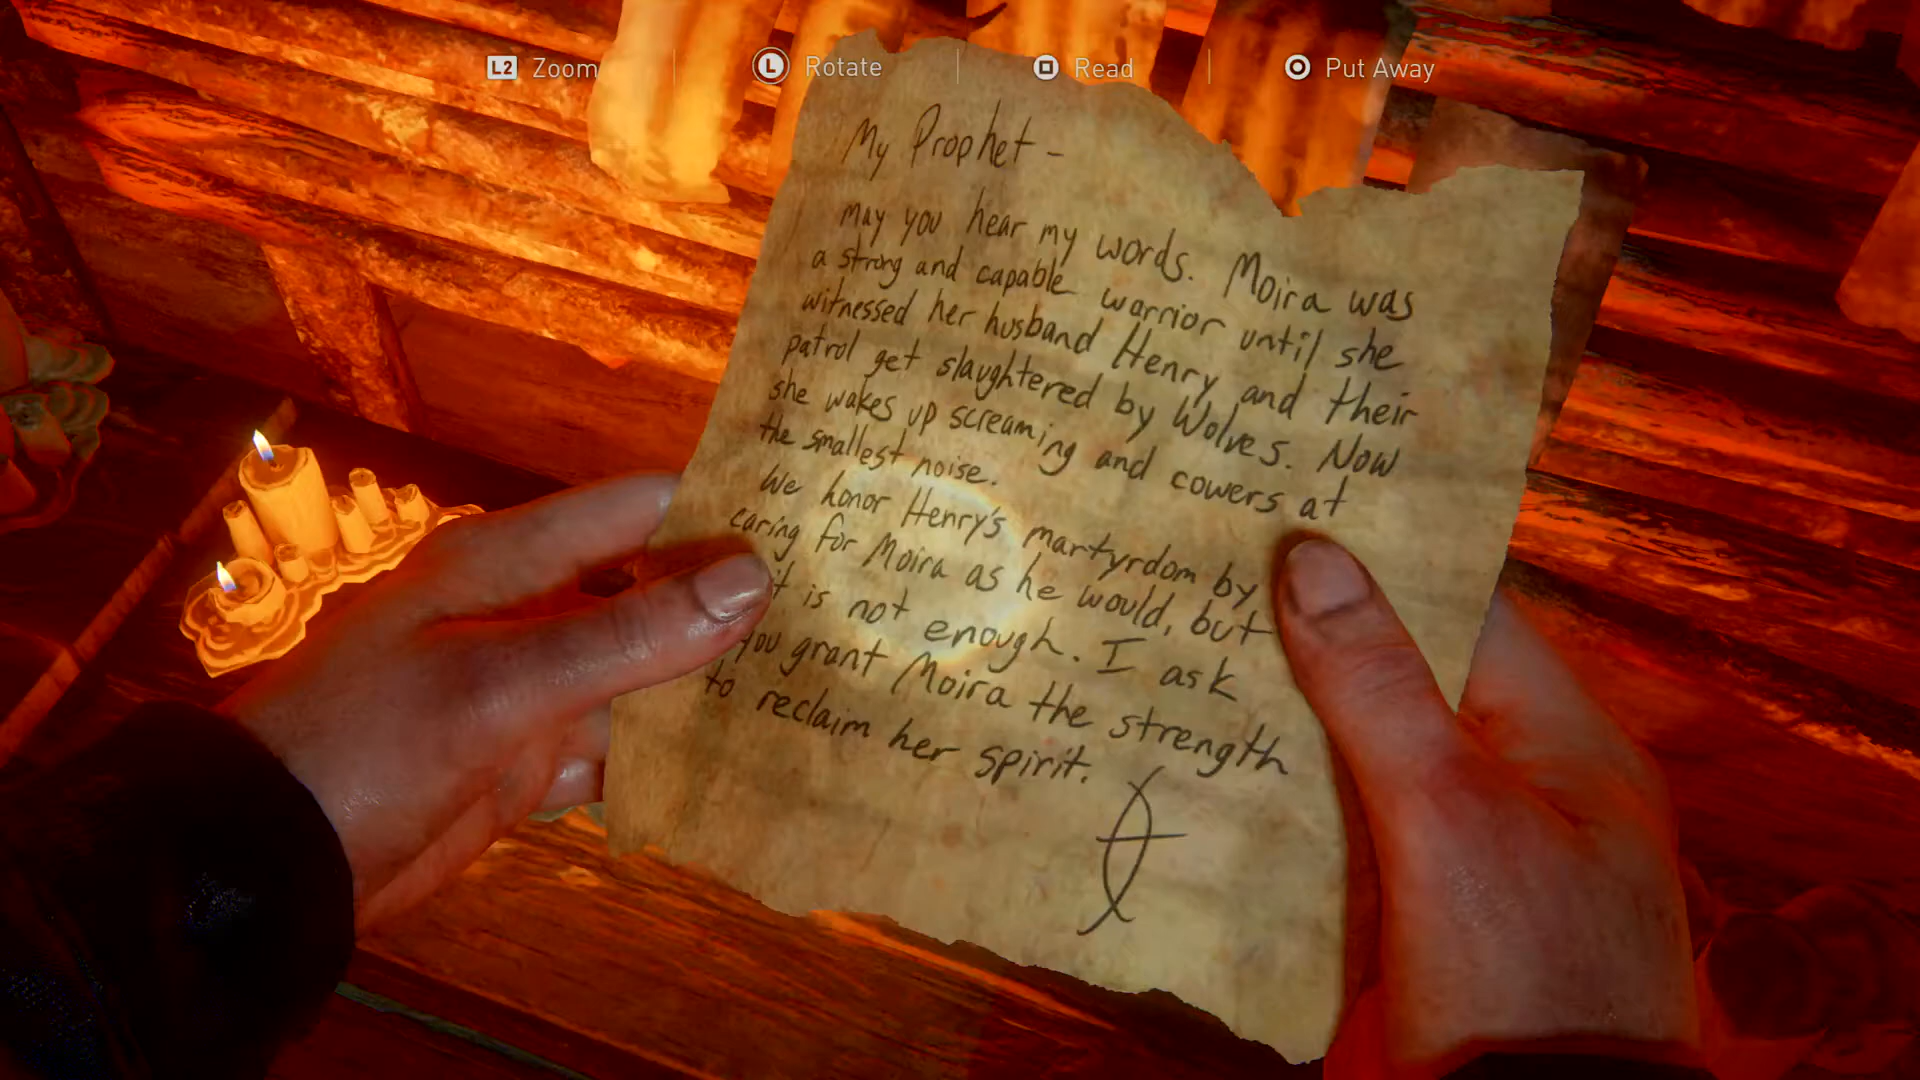 L2 Zoom
L Rotate
Read
Put Away
My Prophet -
May you hear my words. Moira was
a strong and capable warrior until she
witnessed her husband Henry and their
patrol get slaughtered by Wolves. Now
she wakes up screaming and cowers at
the smallest noise.
We honor Henry's martyrdom by
caring for Moira as he would, but
it is not enough. I ask
you grant Moira the strength
to reclaim her spirit.